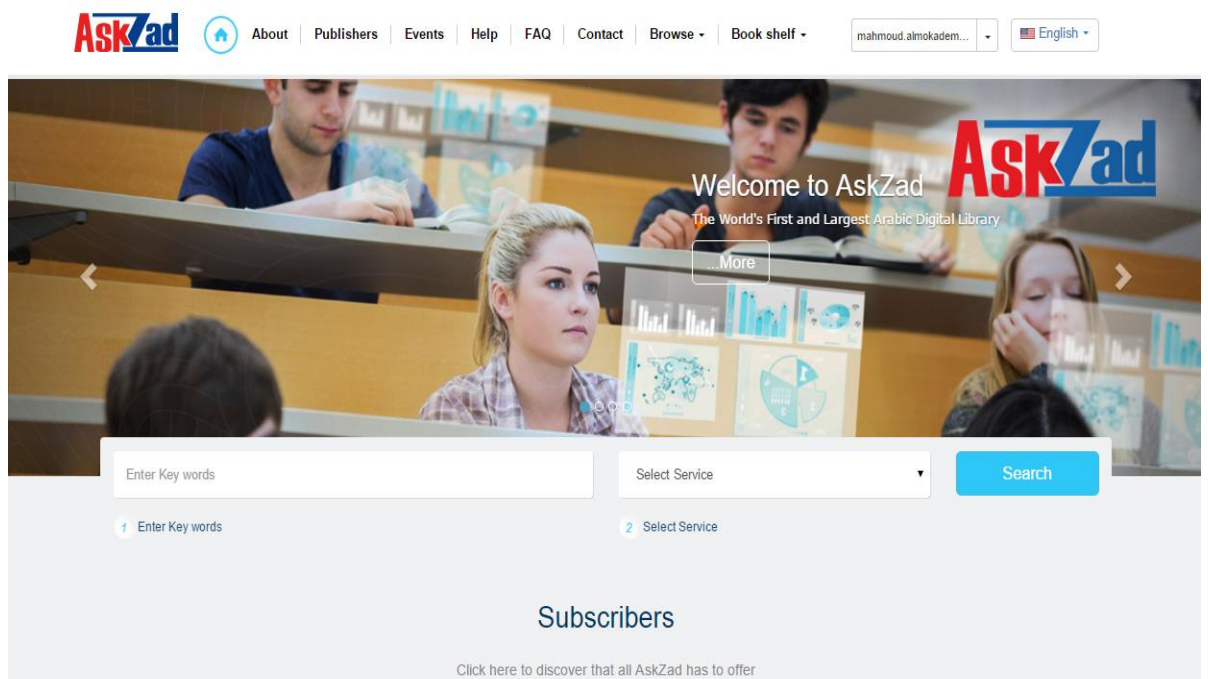 AskZad
About Publishers Events Help FAQ Contact Browse Book shelf mahmoud.almokadem... English
AskZad
Welcome to AskZad
The World's First and Largest Arabic Digital Library
...More
Enter Key words Select Service Search
1 Enter Key words 2 Select Service
Subscribers
Click here to discover that all AskZad has to offer